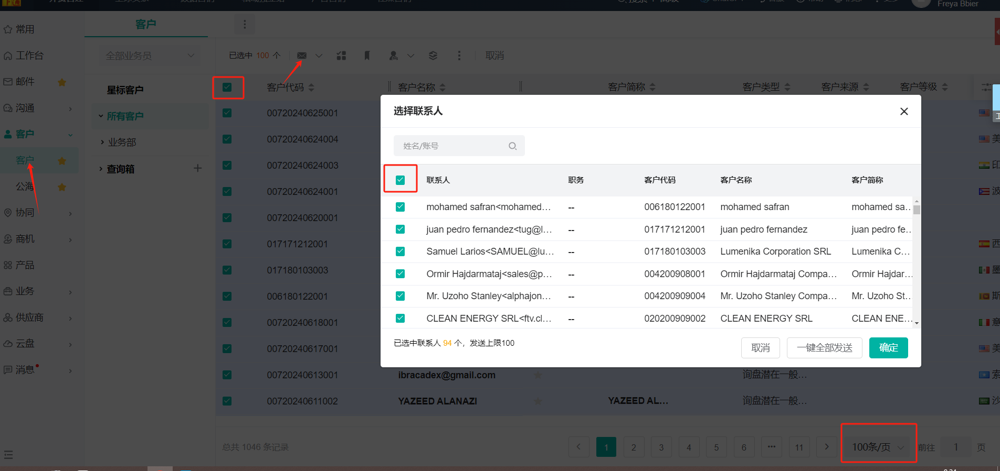 Freya Bbier
常用
工作台
邮件
沟通
客户
客户
公海
协同
商机
产品
业务
供应商
云盘
消息
客户
全部业务员
星标客户
所有客户
业务部
查询箱
已选中 100 个
取消
客户代码 客户名称 客户简称 客户类型 客户来源 客户等级
00720240625001
00720240624004 美
00720240624003 印
00720240624001 波
00720240620001
017171212001 西
017180103003 墨
006180122001 斯
00720240618001 意
00720240617001 美
00720240613001 ibracadex@gmail.com 询盘潜在一般... 索
00720240611002 YAZEED ALANAZI YAZEED AL... 询盘潜在一般... 沙
选择联系人
姓名/账号
联系人 职务 客户代码 客户名称 客户简称
mohamed safran<mohamed... -- 006180122001 mohamed safran mohamed sa...
juan pedro fernandez<tug@l... -- 017171212001 juan pedro fernandez juan pedro fe...
Samuel Larios<SAMUEL@lu... -- 017180103003 Lumenika Corporation SRL Lumenika C...
Ormir Hajdarmataj<sales@p... -- 004200908001 Ormir Hajdarmataj Compa... Ormir Hajdar...
Mr. Uzoho Stanley<alphajon... -- 004200909004 Mr. Uzoho Stanley Compa... Mr. Uzoho St...
CLEAN ENERGY SRL<ftv.cl... -- 020200909002 CLEAN ENERGY SRL CLEAN ENE...
已选中联系人 94 个，发送上限100
取消 一键全部发送 确定
总共 1046 条记录
1 2 3 4 5 6 ••• 11 100条/页 前往 1 页